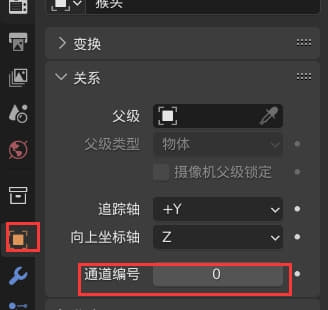 猴头
变换
关系
父级
父级类型 物体
摄像机父级锁定
追踪轴 +Y
向上坐标轴 Z
通道编号 0